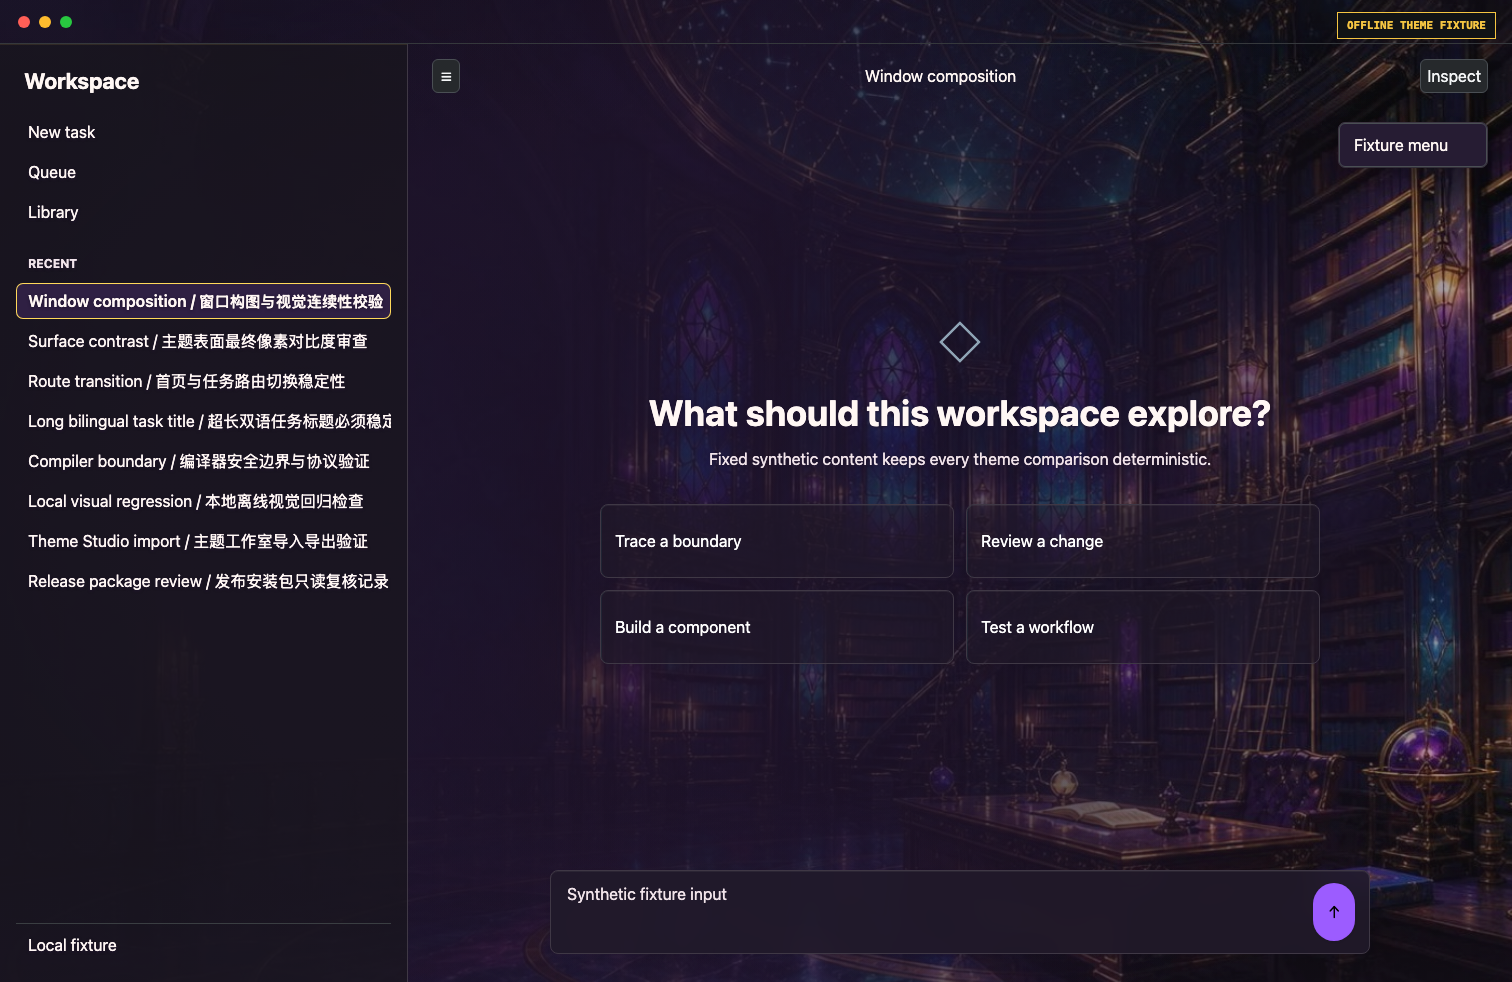 OFFLINE THEME FIXTURE
Workspace
New task
Queue
Library
RECENT
Window composition / 窗口构图与视觉连续性校验
Surface contrast / 主题表面最终像素对比度审查
Route transition / 首页与任务路由切换稳定性
Long bilingual task title / 超长双语任务标题必须稳定
Compiler boundary / 编译器安全边界与协议验证
Local visual regression / 本地离线视觉回归检查
Theme Studio import / 主题工作室导入导出验证
Release package review / 发布安装包只读复核记录
Local fixture
Window composition
Inspect
Fixture menu
What should this workspace explore?
Fixed synthetic content keeps every theme comparison deterministic.
Trace a boundary
Review a change
Build a component
Test a workflow
Synthetic fixture input